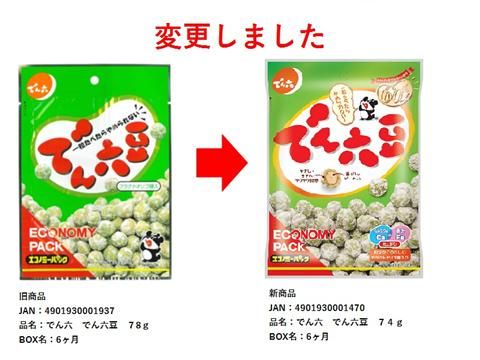 変更しました
でん六
一粒たべたらやめられない
でん六豆
ECONOMY
PACK
エコノミーパック
でん六
でん六豆
ECONOMY
PACK
エコノミーパック
旧商品
JAN：4901930001937
品名：でん六　でん六豆　７8ｇ
BOX名：6ヶ月
新商品
JAN：4901930001470
品名：でん六　でん六豆　７４ｇ
BOX名：6ヶ月